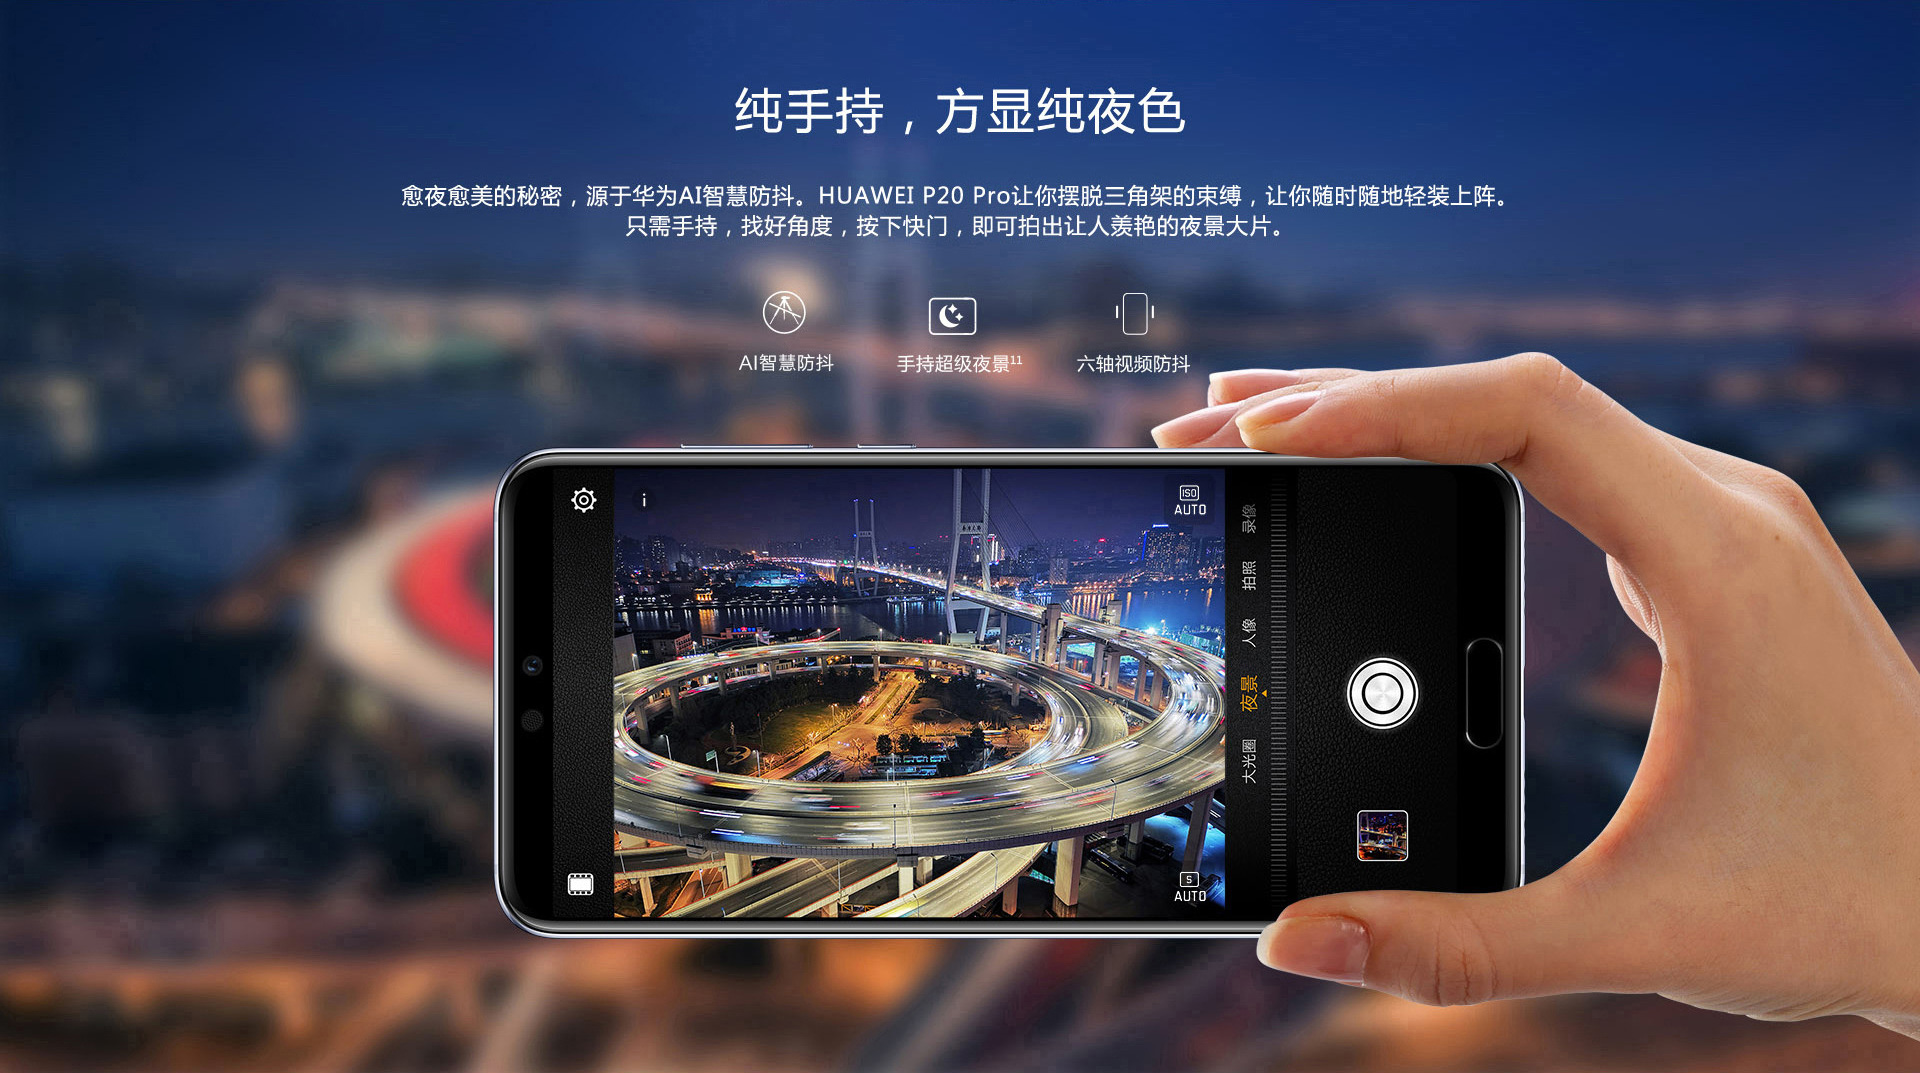 纯手持，方显纯夜色
愈夜愈美的秘密，源于华为AI智慧防抖。HUAWEI P20 Pro让你摆脱三角架的束缚，让你随时随地轻装上阵。
只需手持，找好角度，按下快门，即可拍出让人羡艳的夜景大片。
AI智慧防抖
手持超级夜景11
六轴视频防抖
i
ISO
AUTO
录像
拍照
人像
夜景
大光圈
S
AUTO